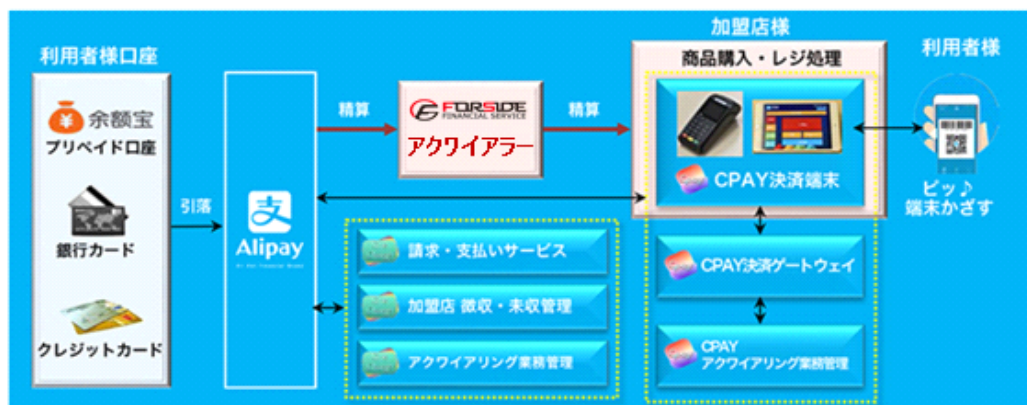 利用者様口座
余额宝
プリペイド口座
銀行カード
クレジットカード
引落
支
Alipay
精算
FORSIDE
FINANCIAL SERVICE
アクワイアラー
精算
請求・支払いサービス
加盟店 徴収・未収管理
アクワイアリング業務管理
加盟店様
商品購入・レジ処理
CPAY決済端末
CPAY決済ゲートウェイ
CPAY
アクワイアリング業務管理
利用者様
ピッ♪
端末かざす